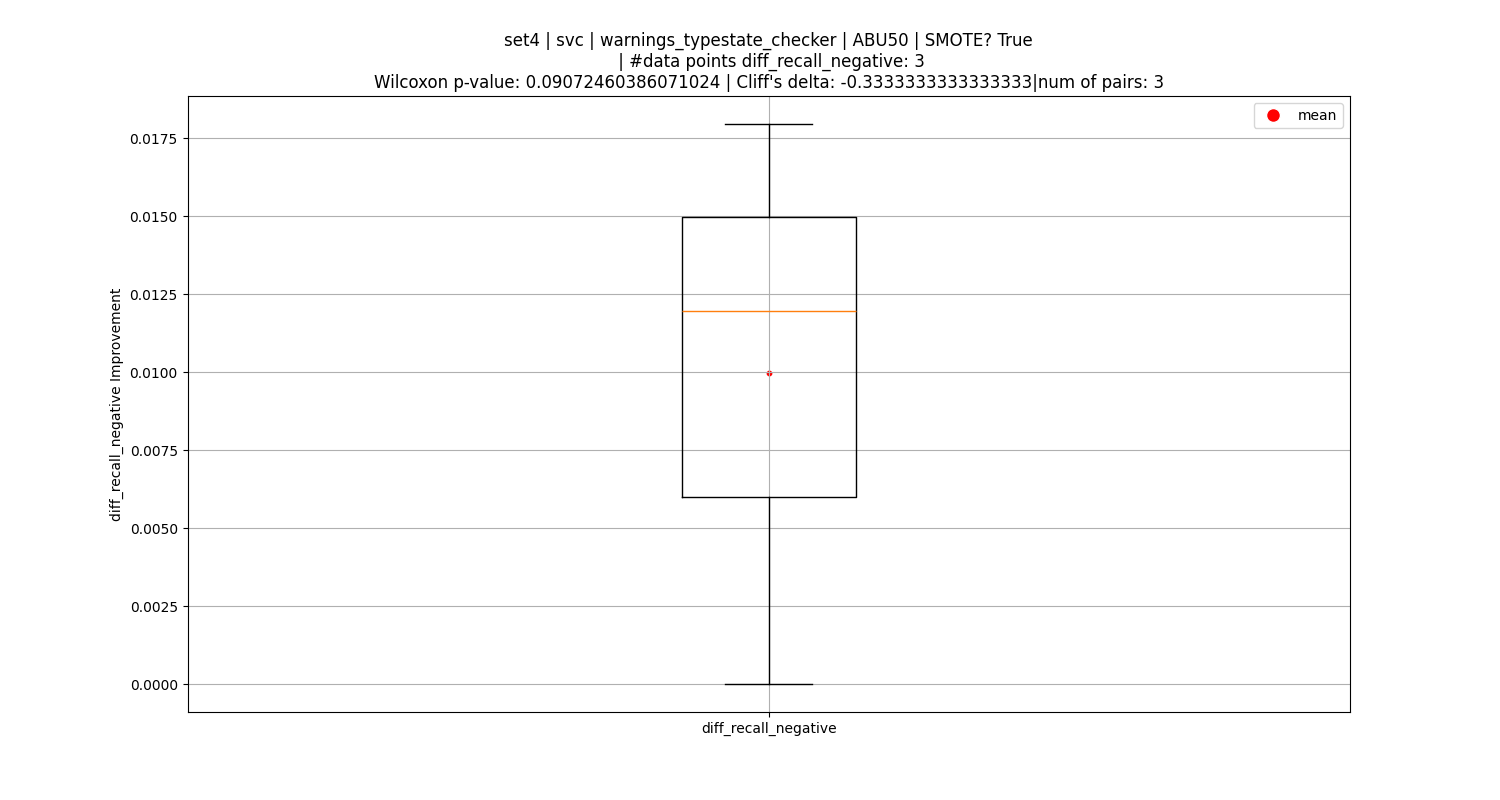 set4 | svc | warnings_typestate_checker | ABU50 | SMOTE? True
| #data points diff_recall_negative: 3
Wilcoxon p-value: 0.09072460386071024 | Cliff's delta: -0.3333333333333333|num of pairs: 3
mean
0.0175
0.0150
0.0125
0.0100
0.0075
0.0050
0.0025
0.0000
diff_recall_negative Improvement
diff_recall_negative